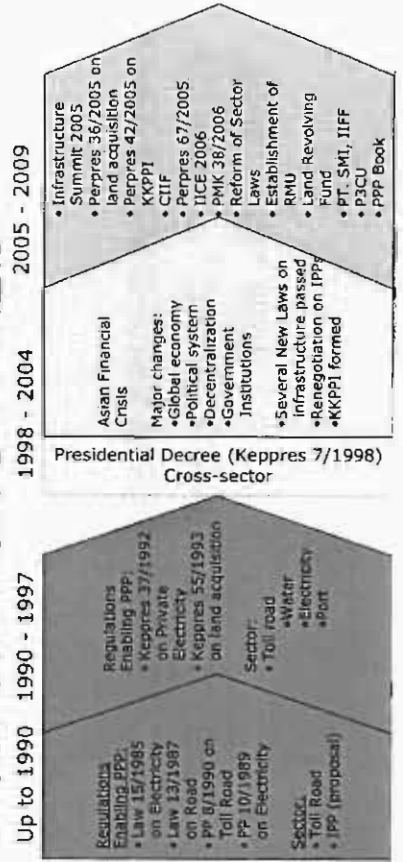 Up to 1990
Regulations
Enabling PPP:
• Law 15/1985
on Electricity
• Law 13/1987
on Road
• PP 8/1990 on
Toll Road
• PP 10/1989
on Electricity
Sector:
• Toll Road
• IPP (proposal)
1990 - 1997
Regulations
Enabling PPP:
• Keppres 37/1992
on Private
Electricity
• Keppres 55/1993
on land acquisition
Sector:
• Toll road
•Water
•Electricity
•Port
Presidential Decree (Keppres 7/1998)
Cross-sector
1998 - 2004
Asian Financial
Crisis
Major changes:
•Global economy
•Political system
•Decentralization
•Government
Institutions
•Several New Laws on
infrastructure passed
•Renegotiation on IPPs
•KKPPI formed
2005 - 2009
• Infrastructure
Summit 2005
• Perpres 36/2005 on
land acquisition
• Perpres 42/2005 on
KKPPI
• CIIF
• Perpres 67/2005
• IICE 2006
• PMK 38/2006
• Reform of Sector
Laws
• Establishment of
RMU
• Land Revolving
Fund
• PT. SMI, IIFF
• P3CU
• PPP Book